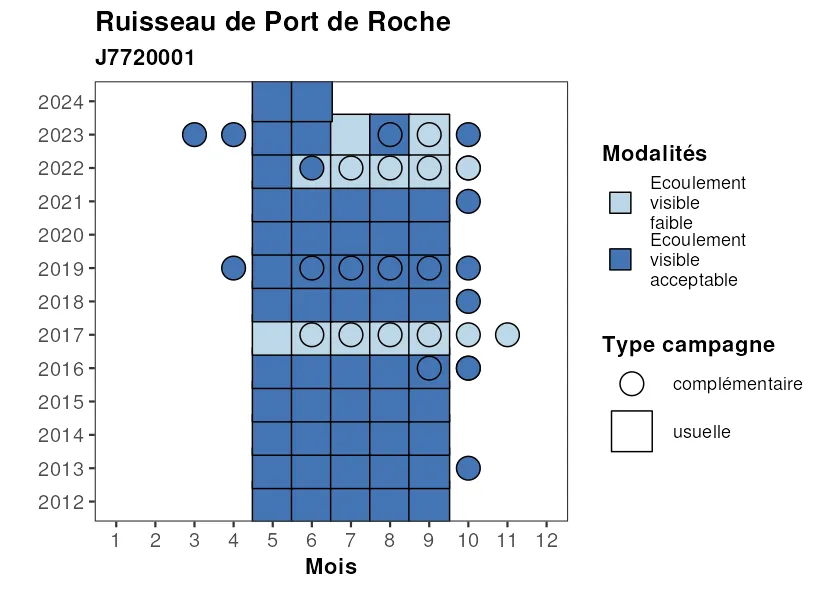 Ruisseau de Port de Roche
J7720001
2024
2023
2022
2021
2020
2019
2018
2017
2016
2015
2014
2013
2012
1 2 3 4 5 6 7 8 9 10 11 12
Mois
Modalités
Ecoulement
visible
faible
Ecoulement
visible
acceptable
Type campagne
complémentaire
usuelle